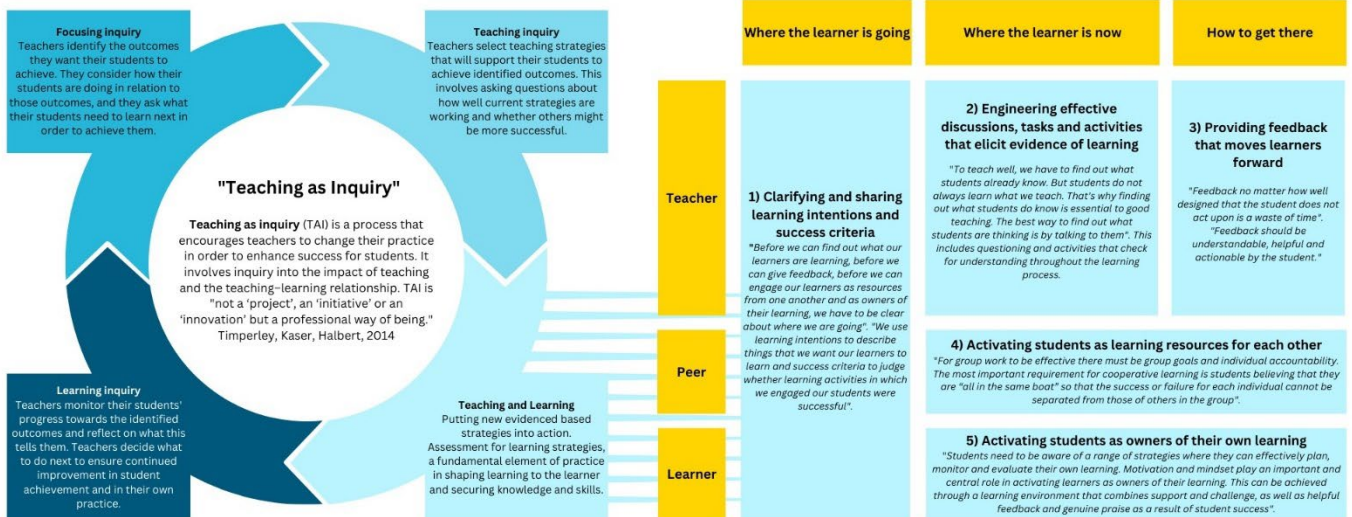 Focusing inquiry
Teachers identify the outcomes
they want their students to
achieve. They consider how their
students are doing in relation to
those outcomes, and they ask what
their students need to learn next in
order to achieve them.
Teaching inquiry
Teachers select teaching strategies
that will support their students to
achieve identified outcomes. This
involves asking questions about
how well current strategies are
working and whether others might
be more successful.
"Teaching as Inquiry"
Teaching as inquiry (TAI) is a process that
encourages teachers to change their practice
in order to enhance success for students. It
involves inquiry into the impact of teaching
and the teaching–learning relationship. TAI is
"not a ‘project’, an ‘initiative’ or an
‘innovation’ but a professional way of being."
Timperley, Kaser, Halbert, 2014
Learning inquiry
Teachers monitor their students’
progress towards the identified
outcomes and reflect on what this
tells them. Teachers decide what
to do next to ensure continued
improvement in student
achievement and in their own
practice.
Teaching and Learning
Putting new evidenced based
strategies into action.
Assessment for learning strategies,
a fundamental element of practice
in shaping learning to the learner
and securing knowledge and skills.
Where the learner is going
Where the learner is now
How to get there
Teacher
Peer
Learner
1) Clarifying and sharing
learning intentions and
success criteria
"Before we can find out what our
learners are learning, before we
can give feedback, before we can
engage our learners as resources
from one another and as owners of
their learning, we have to be clear
about where we are going". "We use
learning intentions to describe
things that we want our learners to
learn and success criteria to judge
whether learning activities in which
we engaged our students were
successful".
2) Engineering effective
discussions, tasks and activities
that elicit evidence of learning
"To teach well, we have to find out what
students already know. But students do not
always learn what we teach. That's why finding
out what students do know is essential to good
teaching. The best way to find out what
students are thinking is by talking to them". This
includes questioning and activities that check
for understanding throughout the learning
process.
3) Providing feedback
that moves learners
forward
"Feedback no matter how well
designed that the student does not
act upon is a waste of time".
"Feedback should be
understandable, helpful and
actionable by the student."
4) Activating students as learning resources for each other
"For group work to be effective there must be group goals and individual accountability.
The most important requirement for cooperative learning is students believing that they
are “all in the same boat” so that the success or failure for each individual cannot be
separated from those of others in the group".
5) Activating students as owners of their own learning
"Students need to be aware of a range of strategies where they can effectively plan,
monitor and evaluate their own learning. Motivation and mindset play an important and
central role in activating learners as owners of their learning. This can be achieved
through a learning environment that combines support and challenge, as well as helpful
feedback and genuine praise as a result of student success".